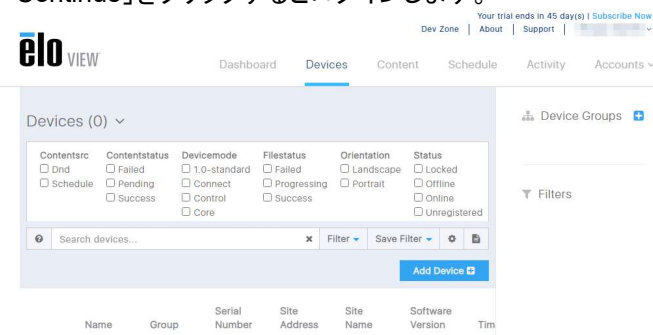 Continue」をクリックするとログインします。
Your trial ends in 45 day(s) | Subscribe Now
Dev Zone | About | Support |
elo VIEW
Dashboard Devices Content Schedule Activity Accounts
Devices (0)
Device Groups
Contentsrc Contentstatus Devicemode Filestatus Orientation Status
Dnd Failed 1.0-standard Failed Landscape Locked
Schedule Pending Connect Progressing Portrait Offline
Success Control Success Online
Core Unregistered
Filters
Search devices... Filter Save Filter
Add Device
Serial Site Site Software
Name Group Number Address Name Version Tim